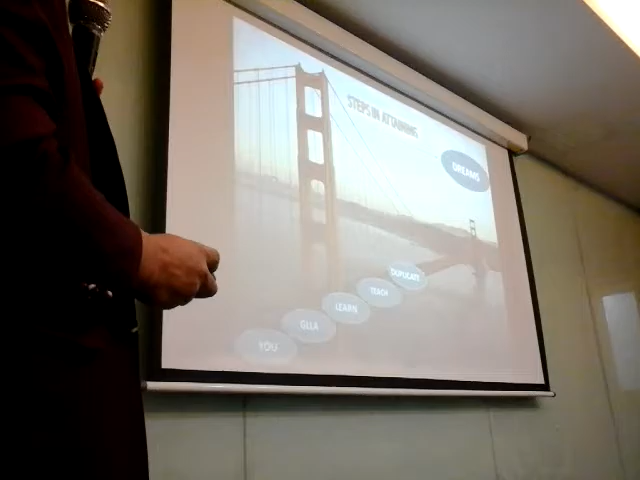 STEPS IN ATTAINING
DREAMS
DUPLICATE
TEACH
LEARN
GLLA
YOU